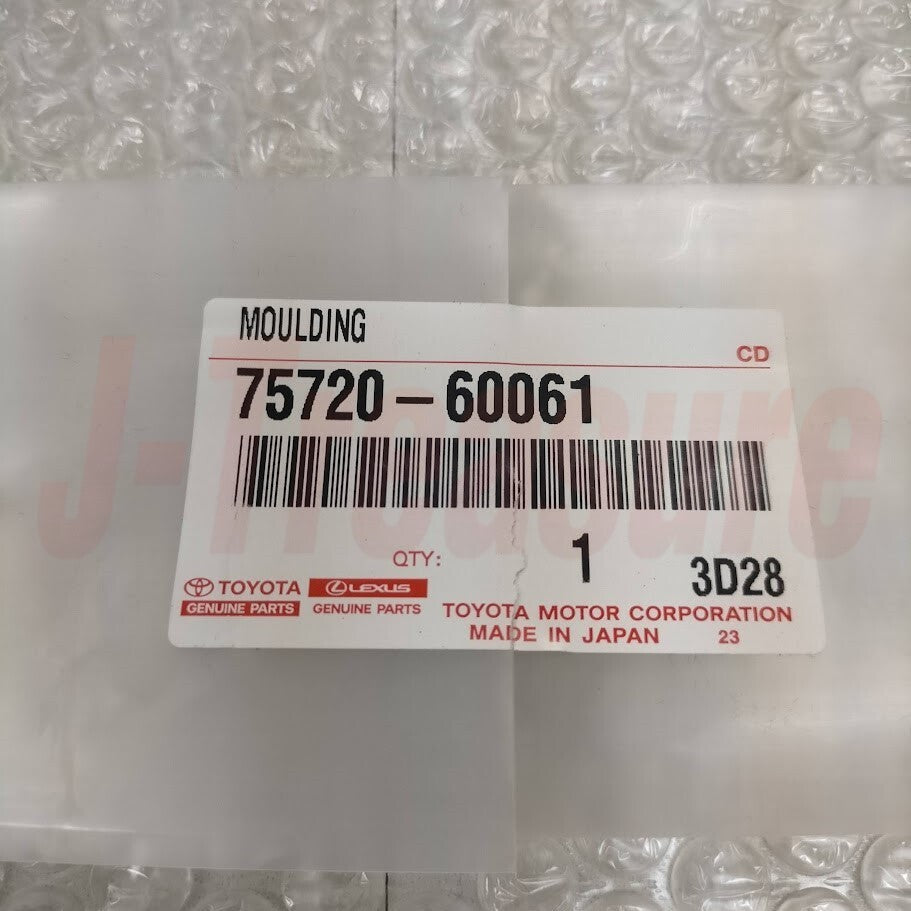 MOULDING
CD
75720-60061
QTY: 1 3D28
TOYOTA LEXUS
GENUINE PARTS GENUINE PARTS
TOYOTA MOTOR CORPORATION
MADE IN JAPAN 23
J-Treasure